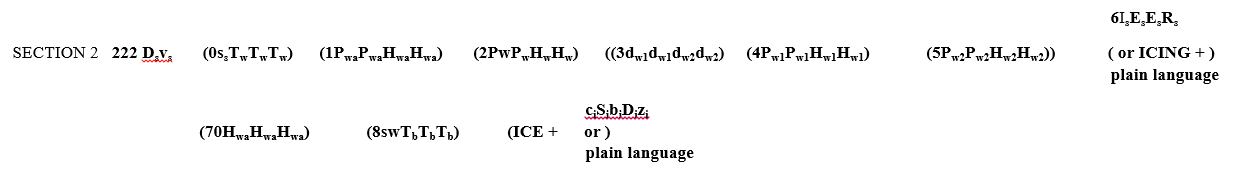 6IₛEₛEₛRₛ
SECTION 2 222 Dₛvₛ (0sₛTwTwTw) (1PwaPwaHwaHwa) (2PwPwHwHw) ((3dw1dw1dw2dw2) (4Pw1Pw1Hw1Hw1) (5Pw2Pw2Hw2Hw2)) ( or ICING + )
plain language
cᵢSᵢbᵢDᵢzᵢ
(70HwaHwaHwa) (8swTbTbTb) (ICE + or )
plain language